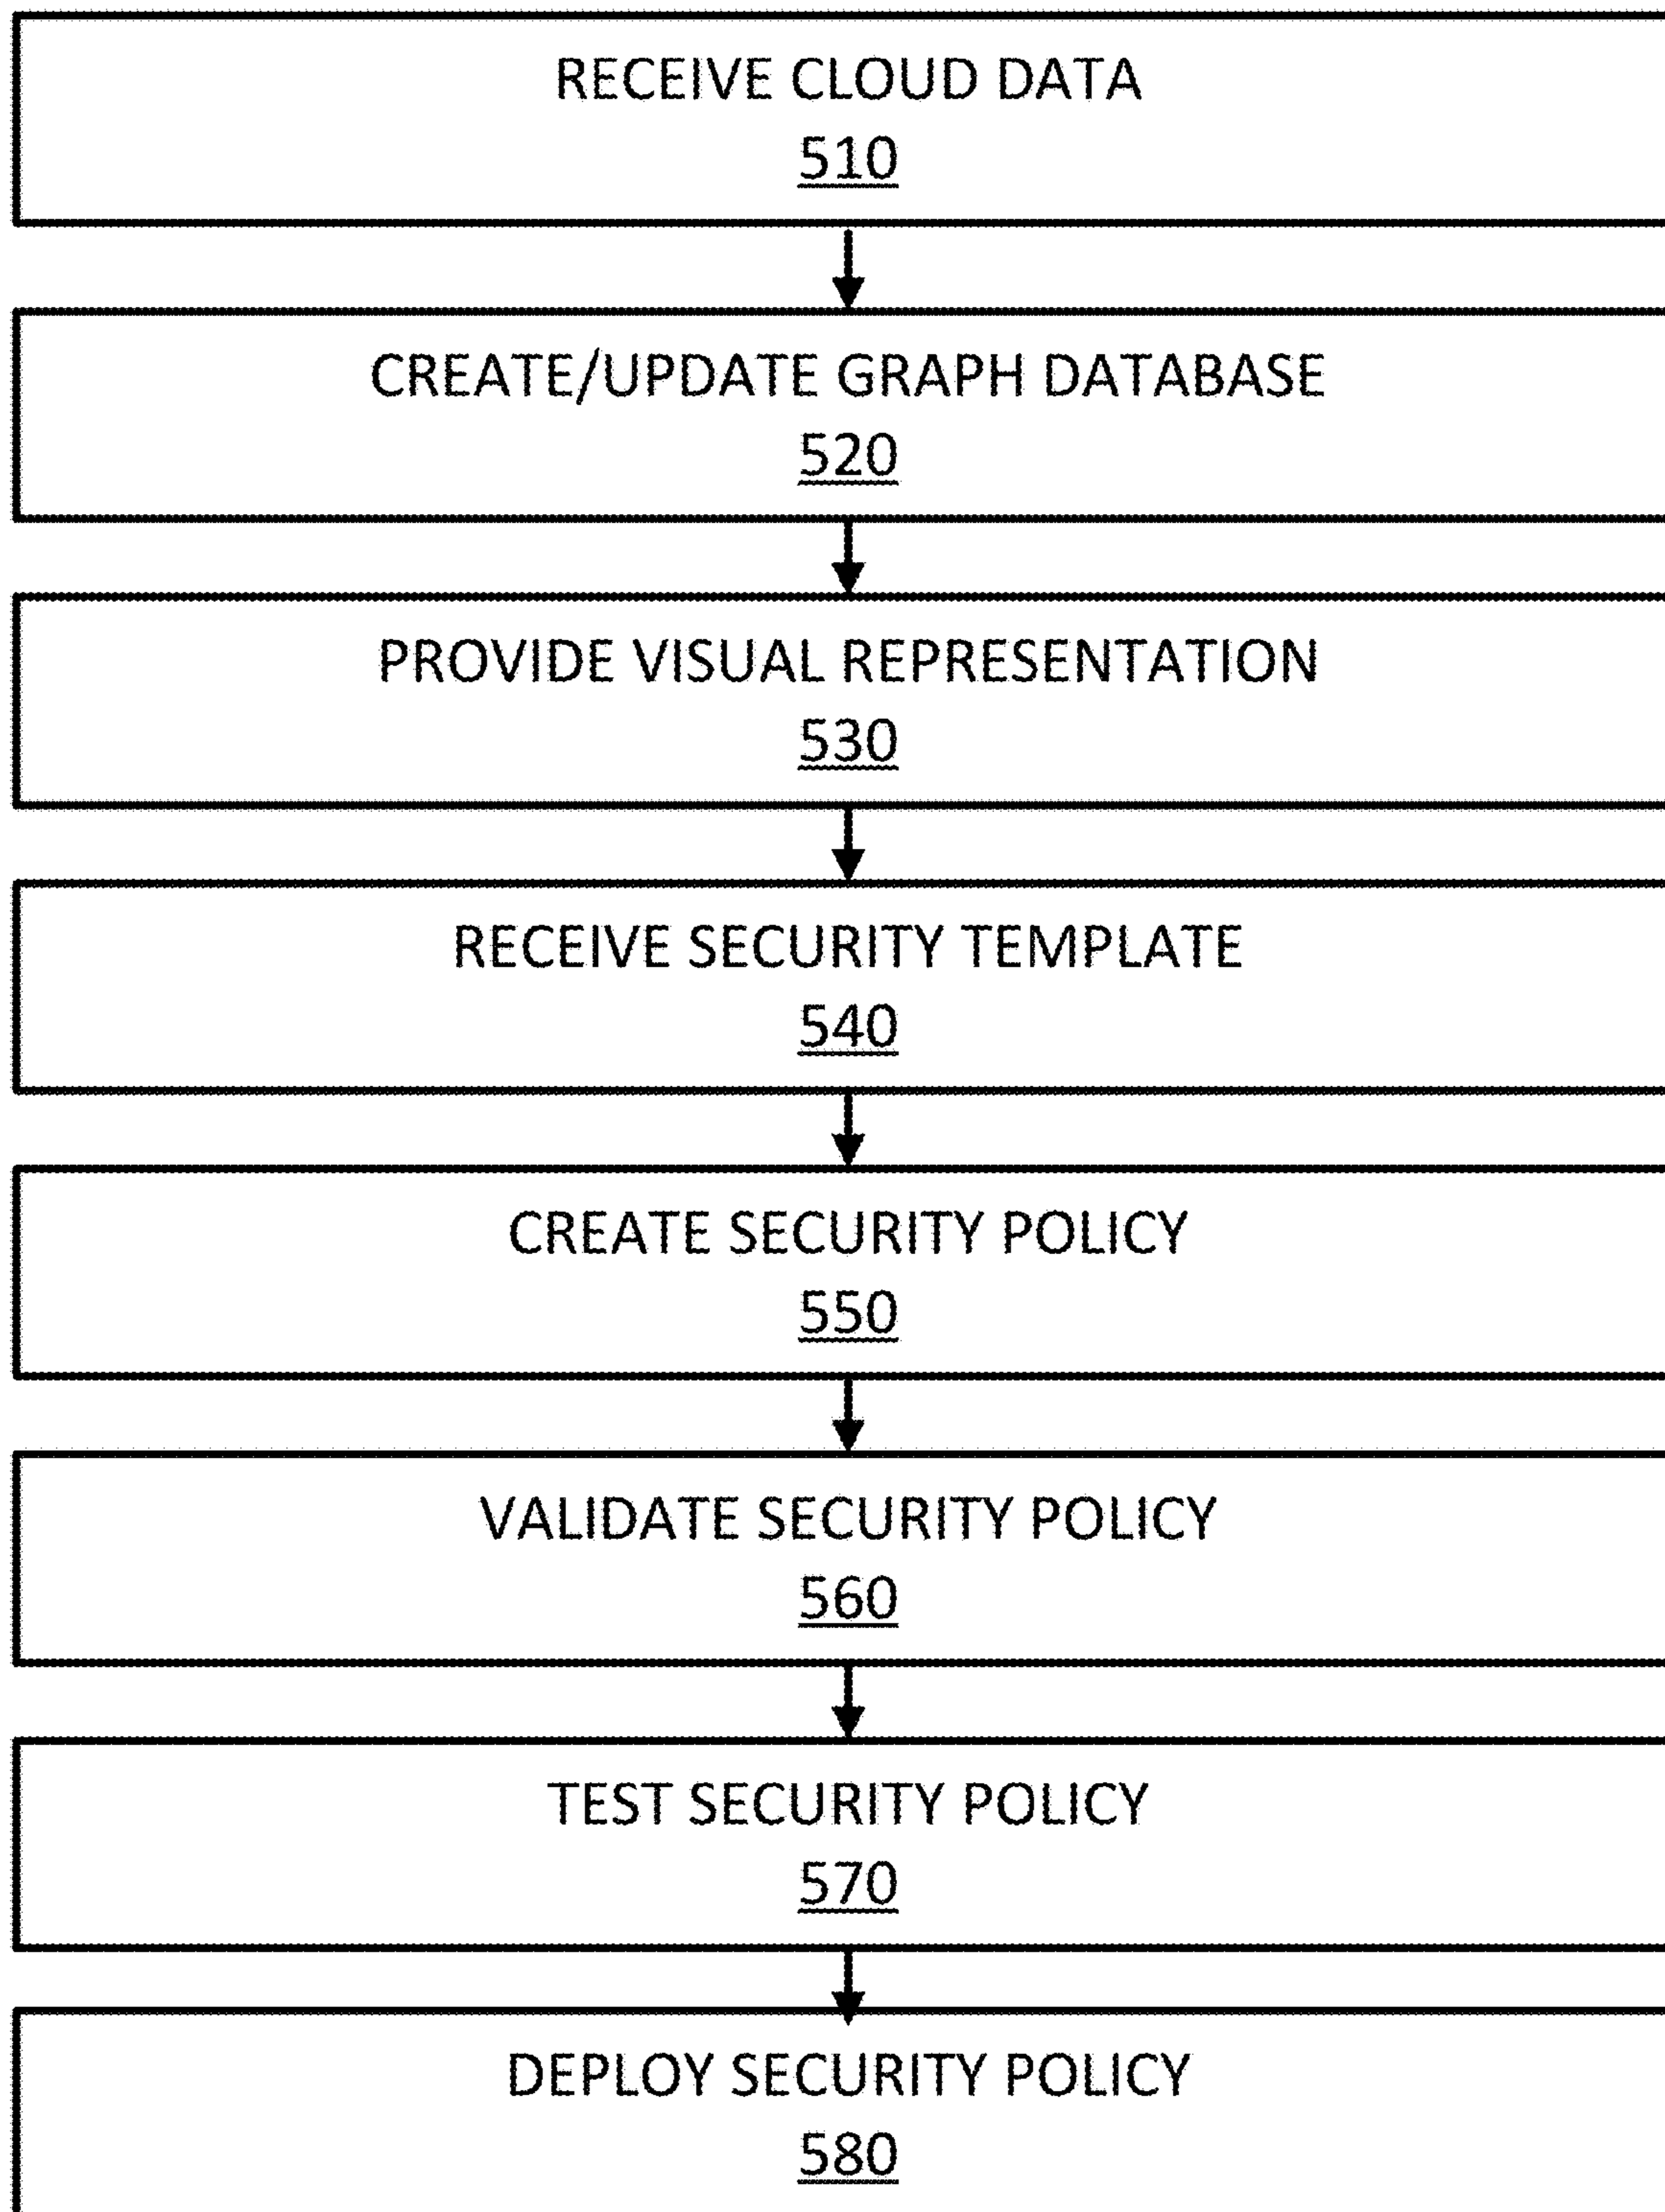 RECEIVE CLOUD DATA
510
CREATE/UPDATE GRAPH DATABASE
520
PROVIDE VISUAL REPRESENTATION
530
RECEIVE SECURITY TEMPLATE
540
CREATE SECURITY POLICY
550
VALIDATE SECURITY POLICY
560
TEST SECURITY POLICY
570
DEPLOY SECURITY POLICY
580